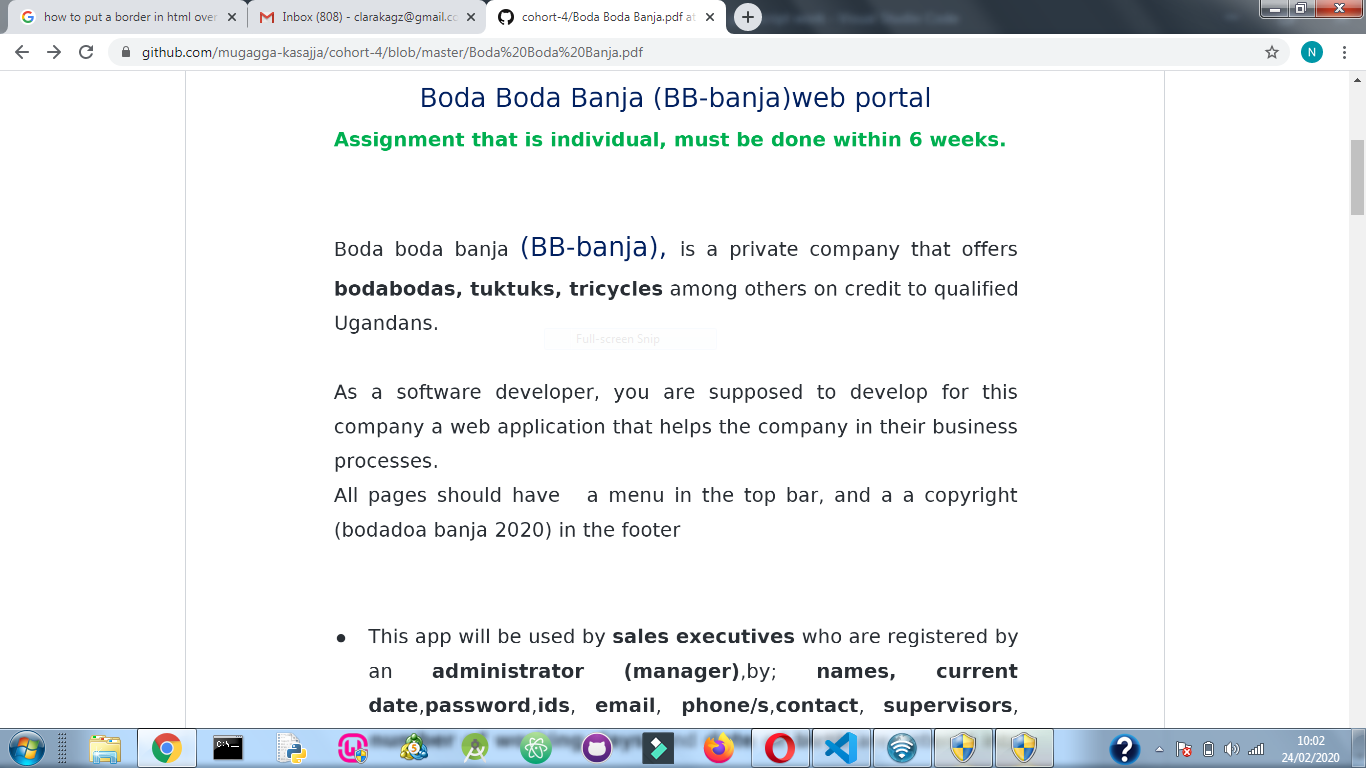 how to put a border in html over
Inbox (808) - clarakagz@gmail.co
cohort-4/Boda Boda Banja.pdf at
github.com/mugagga-kasajja/cohort-4/blob/master/Boda%20Boda%20Banja.pdf
N
Boda Boda Banja (BB-banja)web portal
Assignment that is individual, must be done within 6 weeks.
Boda boda banja (BB-banja), is a private company that offers
bodabodas, tuktuks, tricycles among others on credit to qualified
Ugandans.
Full-screen Snip
As a software developer, you are supposed to develop for this
company a web application that helps the company in their business
processes.
All pages should have a menu in the top bar, and a a copyright
(bodadoa banja 2020) in the footer
● This app will be used by sales executives who are registered by
an administrator (manager),by; names, current
date,password,ids, email, phone/s,contact, supervisors,
10:02
24/02/2020